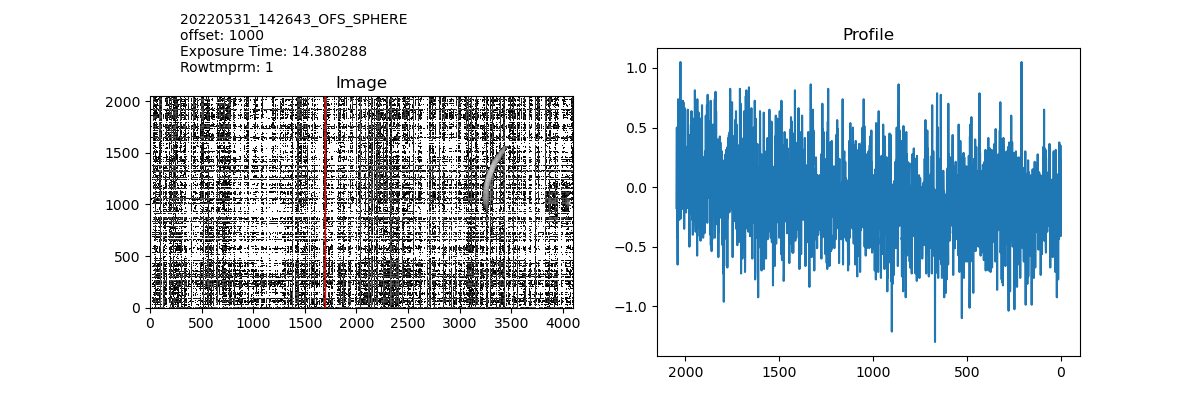 20220531_142643_OFS_SPHERE
offset: 1000
Exposure Time: 14.380288
Rowtmprm: 1
Image
2000
1500
1000
500
0
0 500 1000 1500 2000 2500 3000 3500 4000
Profile
1.0
0.5
0.0
−0.5
−1.0
2000 1500 1000 500 0